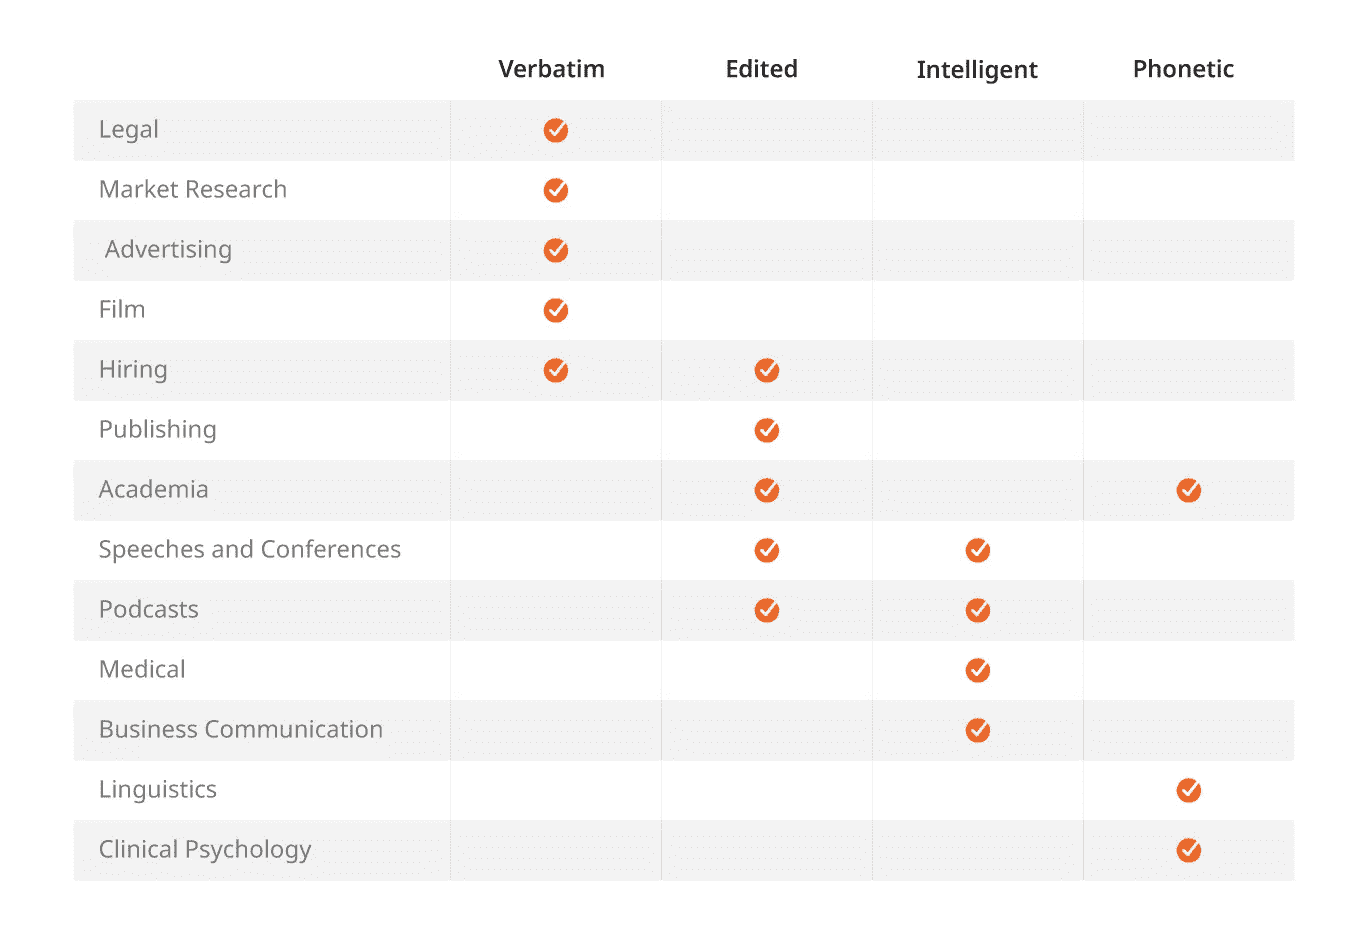 Verbatim Edited Intelligent Phonetic
Legal
Market Research
Advertising
Film
Hiring
Publishing
Academia
Speeches and Conferences
Podcasts
Medical
Business Communication
Linguistics
Clinical Psychology